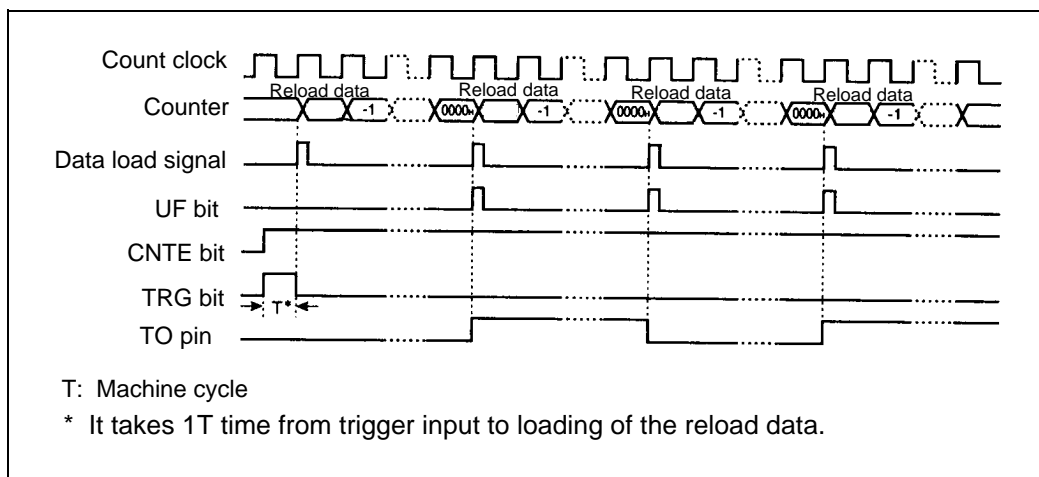 Count clock
Reload data Reload data Reload data Reload data
Counter -1 0000H -1 0000H -1 0000H -1
Data load signal
UF bit
CNTE bit
TRG bit
T*
TO pin
T: Machine cycle
* It takes 1T time from trigger input to loading of the reload data.